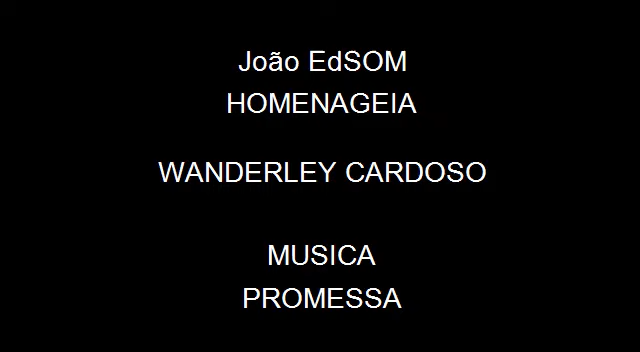 João EdSOM
HOMENAGEIA
WANDERLEY CARDOSO
MUSICA
PROMESSA